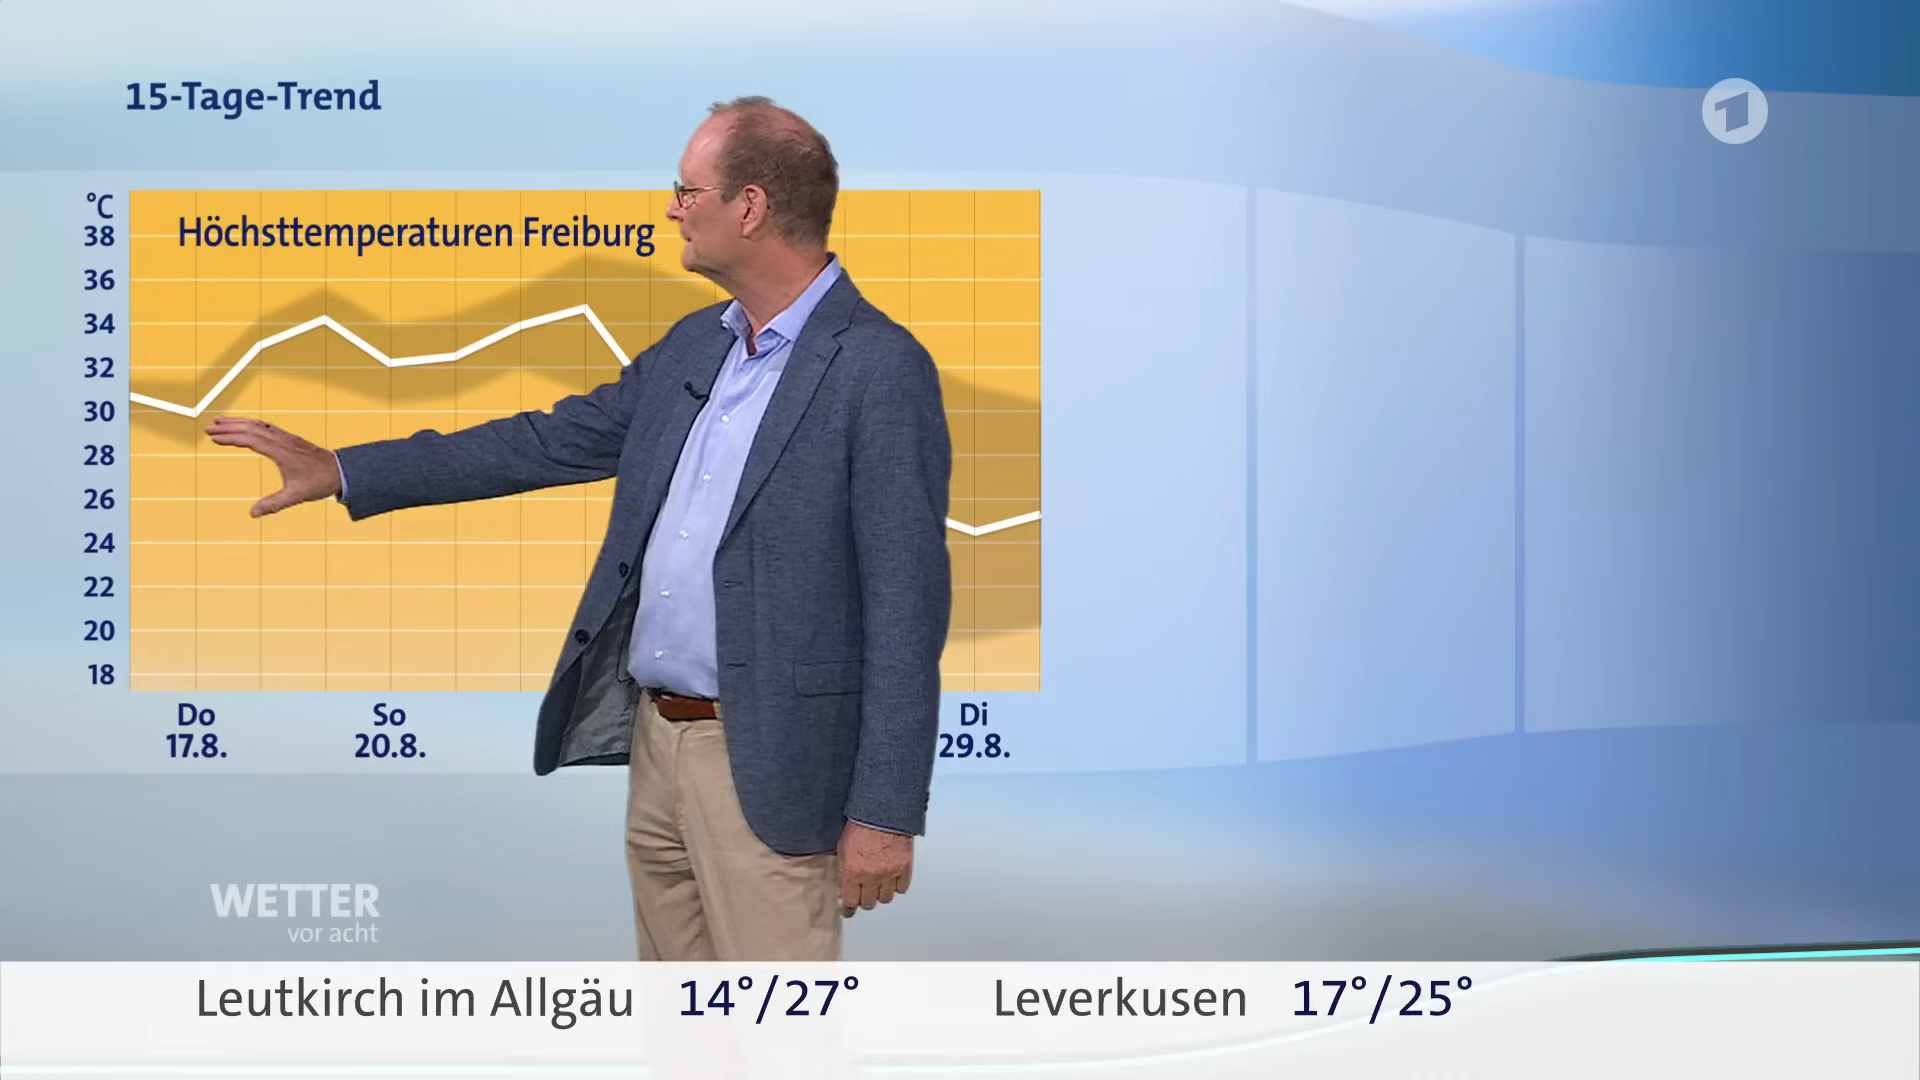 15-Tage-Trend
°C
Höchsttemperaturen Freiburg
38
36
34
32
30
28
26
24
22
20
18
Do
17.8.
So
20.8.
Di
29.8.
1
WETTER
vor acht
Leutkirch im Allgäu 14°/27° Leverkusen 17°/25°